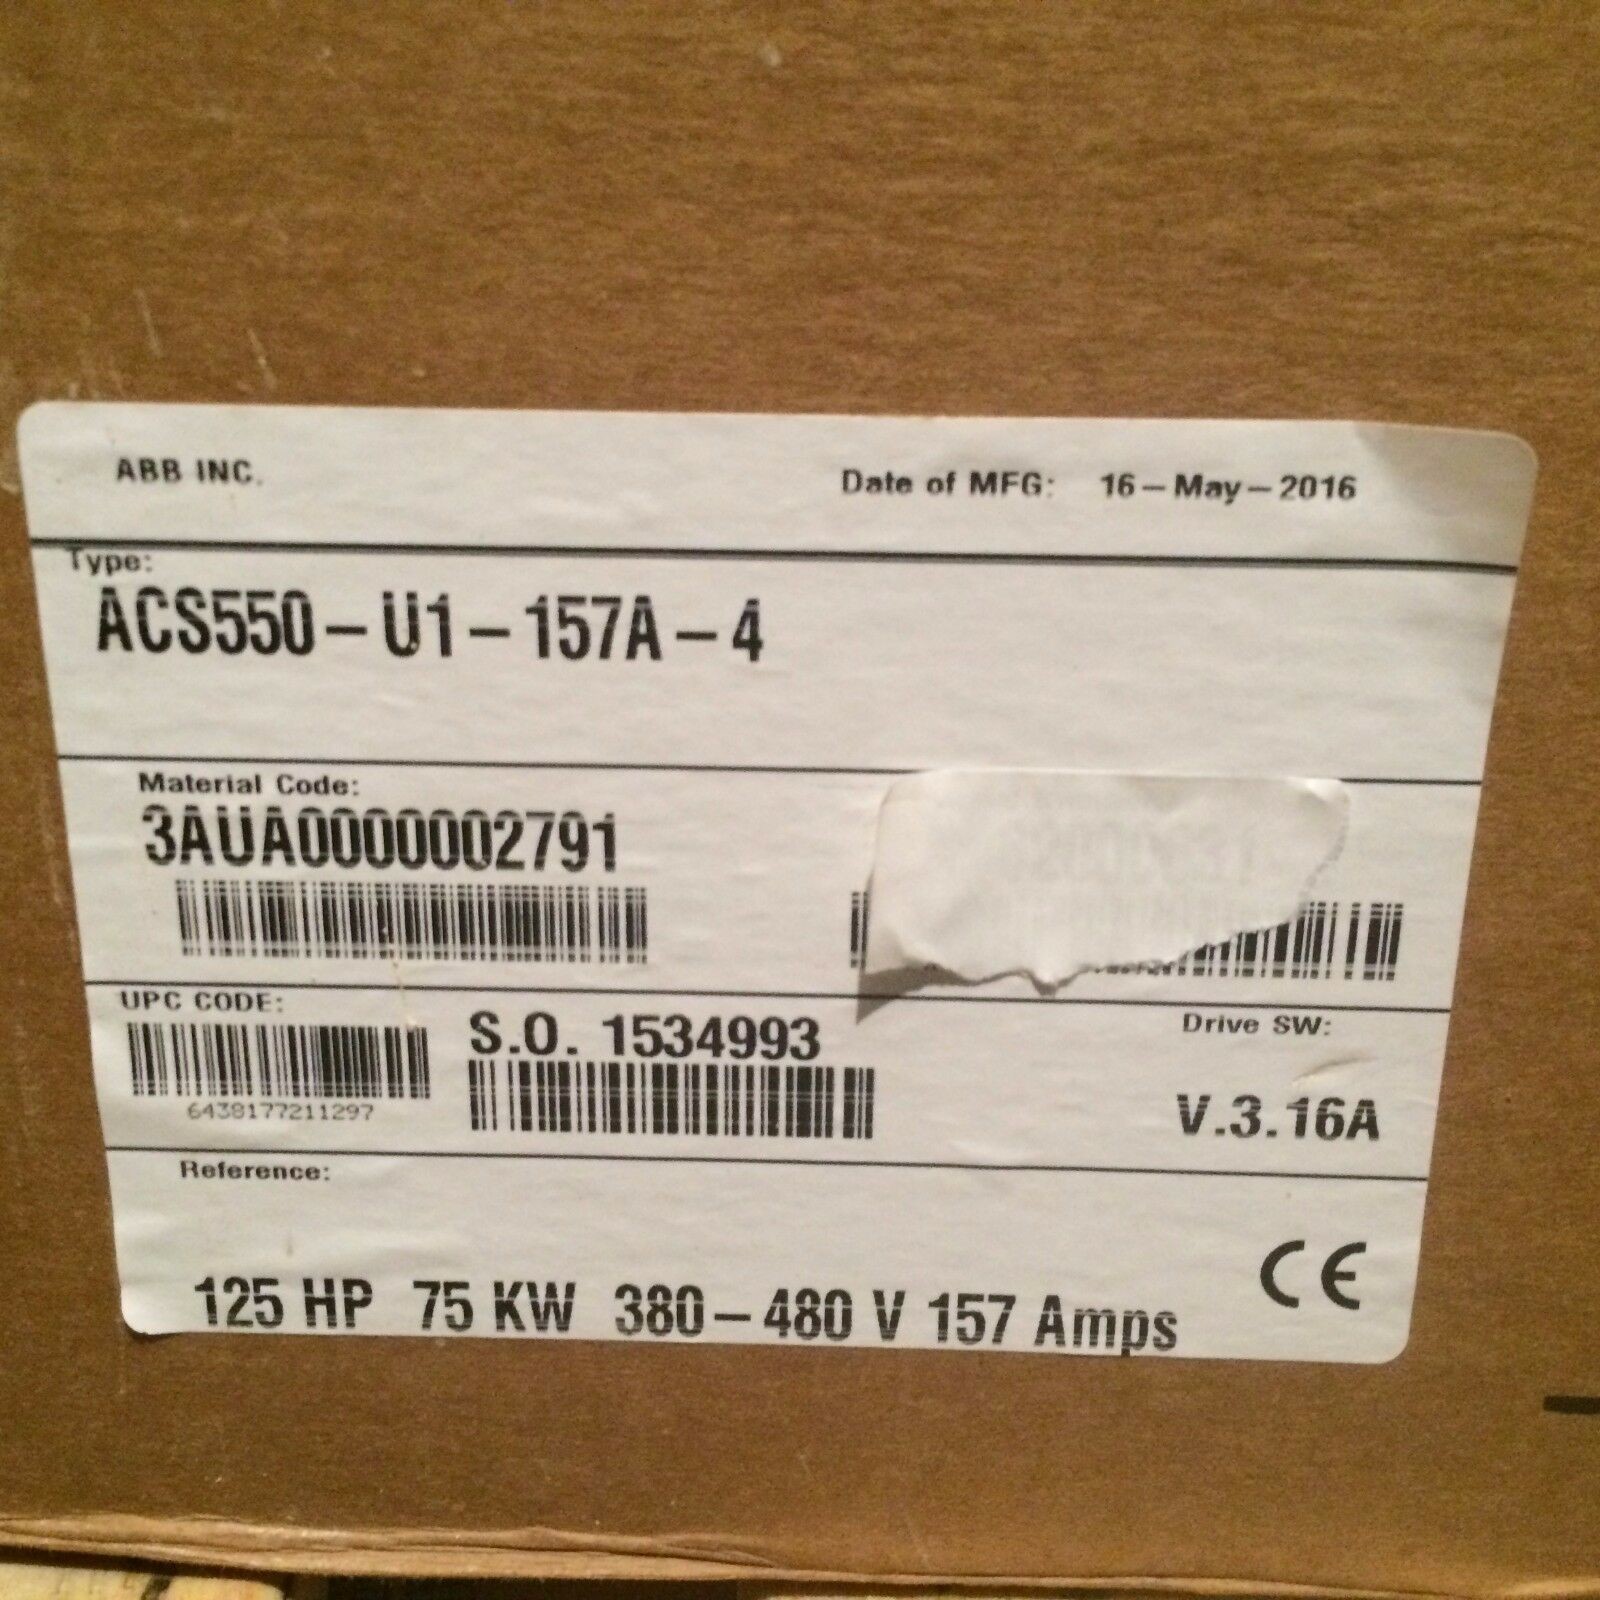 ABB INC.
Date of MFG: 16-May-2016
Type:
ACS550-U1-157A-4
Material Code:
3AUA0000002791
UPC CODE:
6438177211297
S.O. 1534993
Drive SW:
V.3.16A
Reference:
125 HP 75 KW 380-480 V 157 Amps
CE